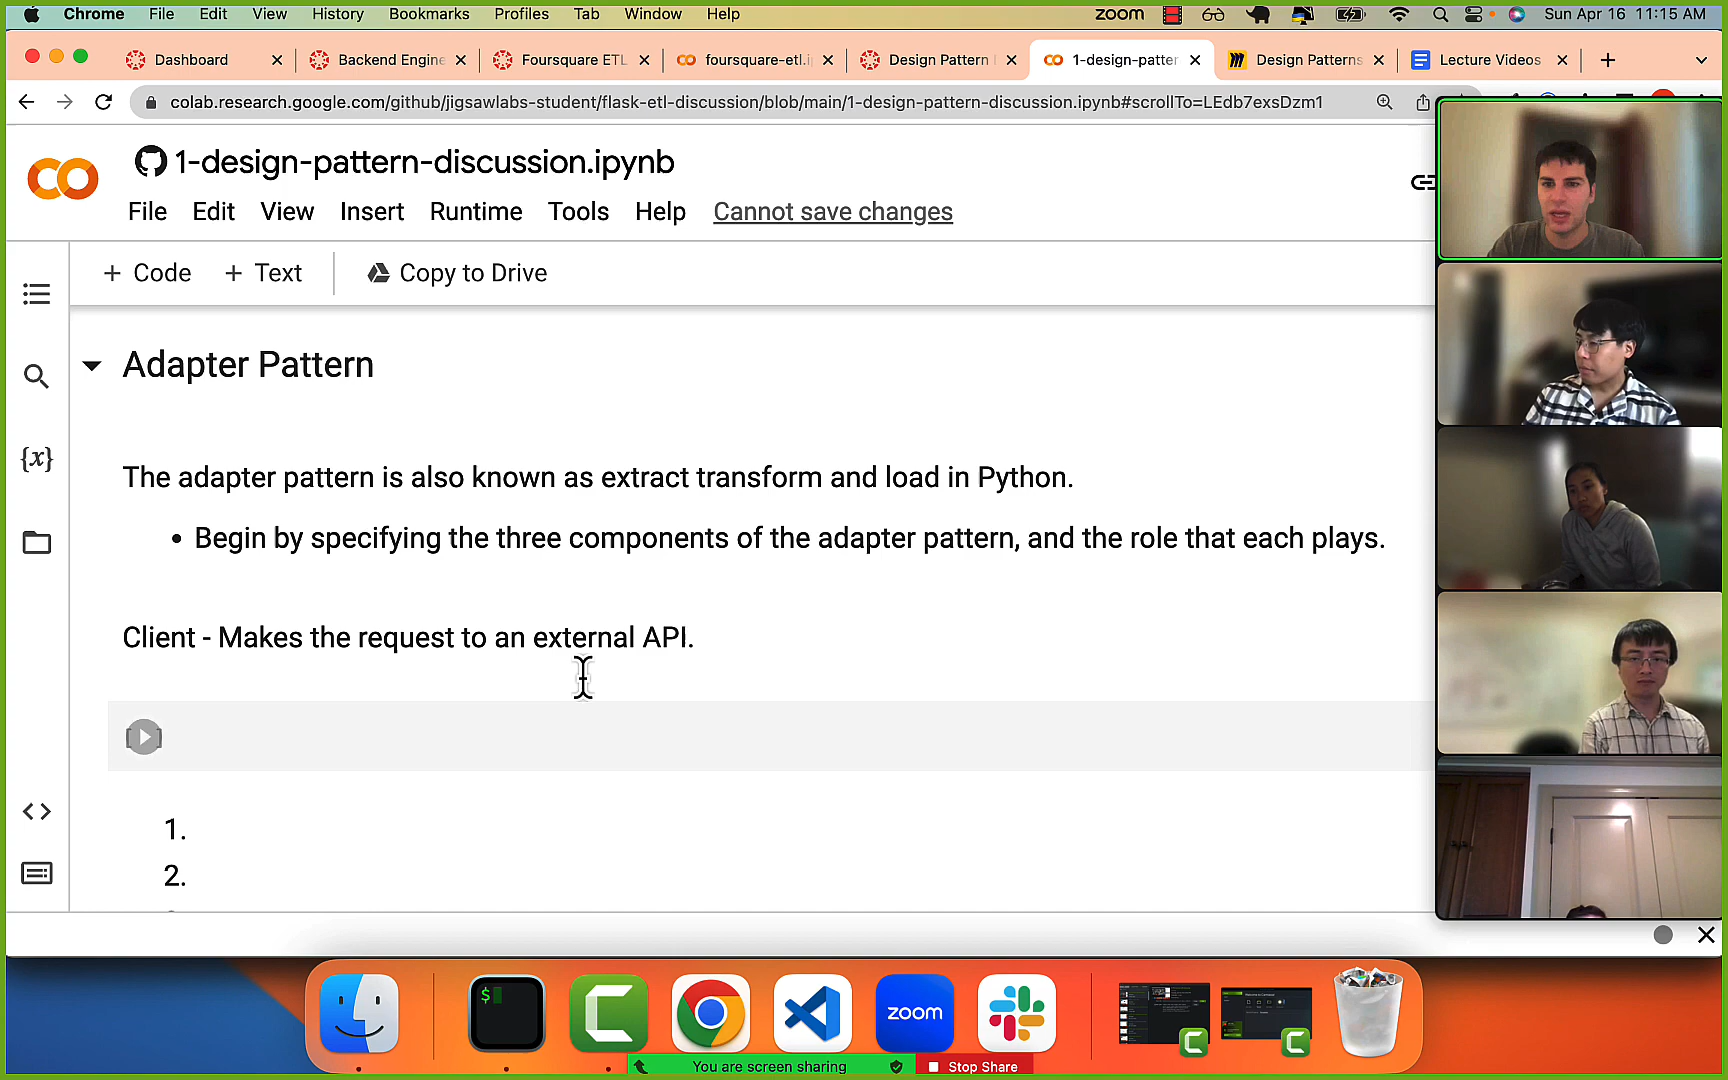 Chrome File Edit View History Bookmarks Profiles Tab Window Help zoom Sun Apr 16 11:15 AM
Dashboard Backend Engine Foursquare ETL foursquare-etl.i Design Pattern 1-design-patter Design Patterns Lecture Videos
colab.research.google.com/github/jigsawlabs-student/flask-etl-discussion/blob/main/1-design-pattern-discussion.ipynb#scrollTo=LEdb7exsDzm1
1-design-pattern-discussion.ipynb
File Edit View Insert Runtime Tools Help Cannot save changes
+ Code + Text Copy to Drive
Adapter Pattern
The adapter pattern is also known as extract transform and load in Python.
• Begin by specifying the three components of the adapter pattern, and the role that each plays.
Client - Makes the request to an external API.
1.
2.
zoom
You are screen sharing Stop Share